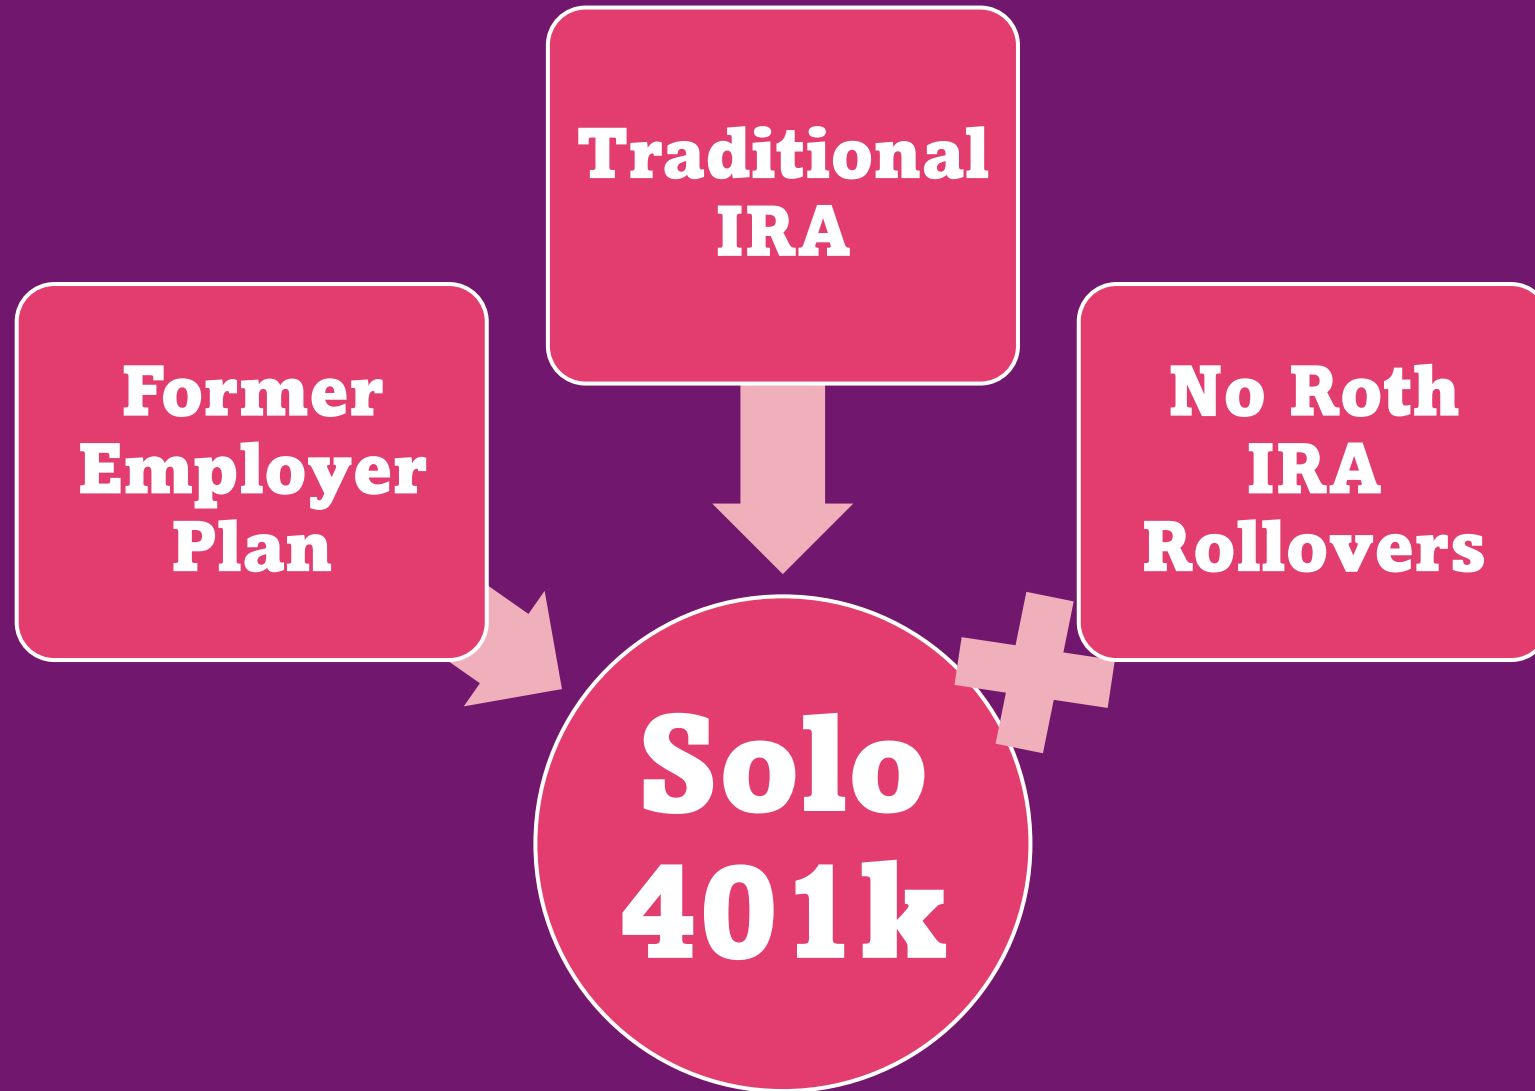 Traditional
IRA
Former
Employer
Plan
No Roth
IRA
Rollovers
Solo
401k